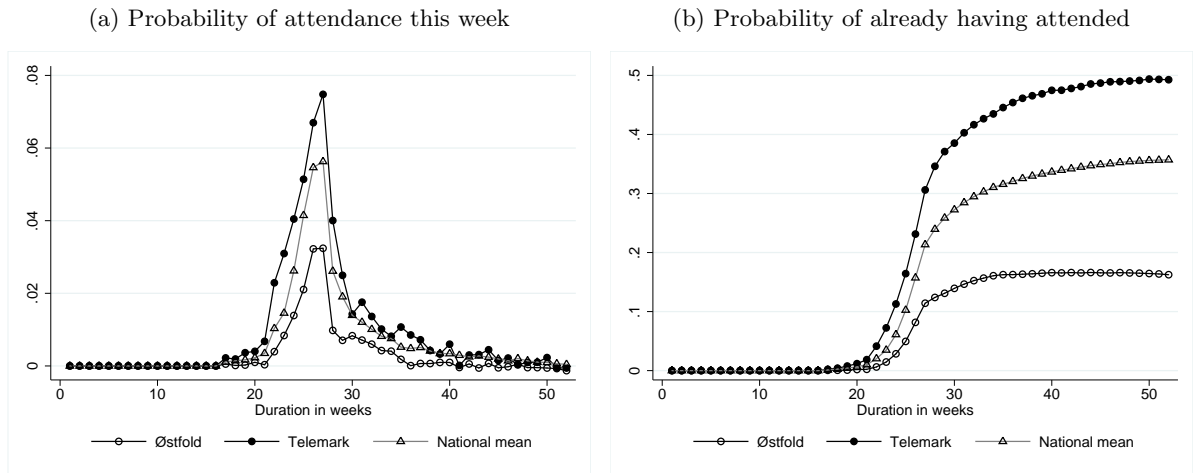 (a) Probability of attendance this week
(b) Probability of already having attended
.08
.06
.04
.02
0
0 10 20 30 40 50
Duration in weeks
Østfold Telemark National mean
.5
.4
.3
.2
.1
0
0 10 20 30 40 50
Duration in weeks
Østfold Telemark National mean